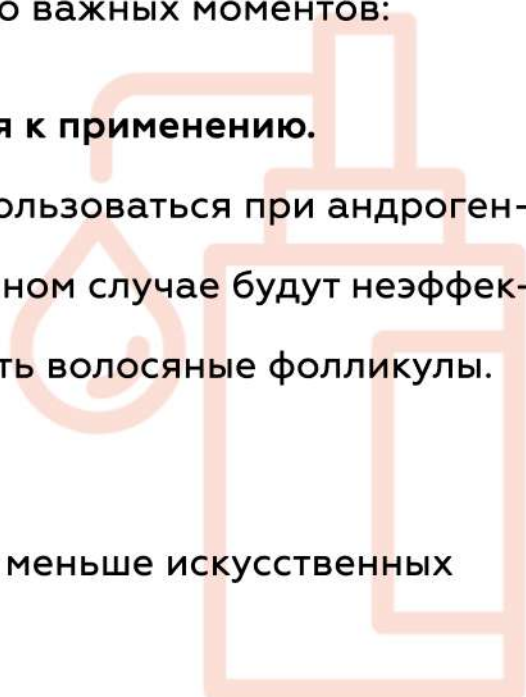 о важных моментов:
я к применению.
ользоваться при андроген-
ном случае будут неэффек-
ть волосяные фолликулы.
меньше искусственных